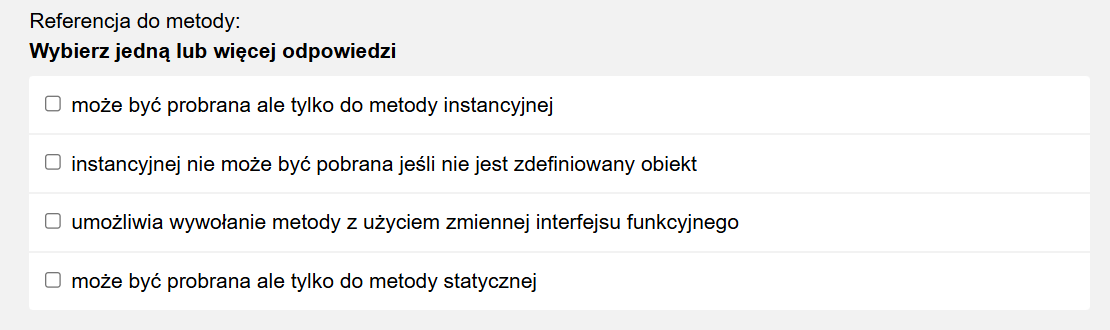 Referencja do metody:
Wybierz jedną lub więcej odpowiedzi
może być probrana ale tylko do metody instancyjnej
instancyjnej nie może być pobrana jeśli nie jest zdefiniowany obiekt
umożliwia wywołanie metody z użyciem zmiennej interfejsu funkcyjnego
może być probrana ale tylko do metody statycznej